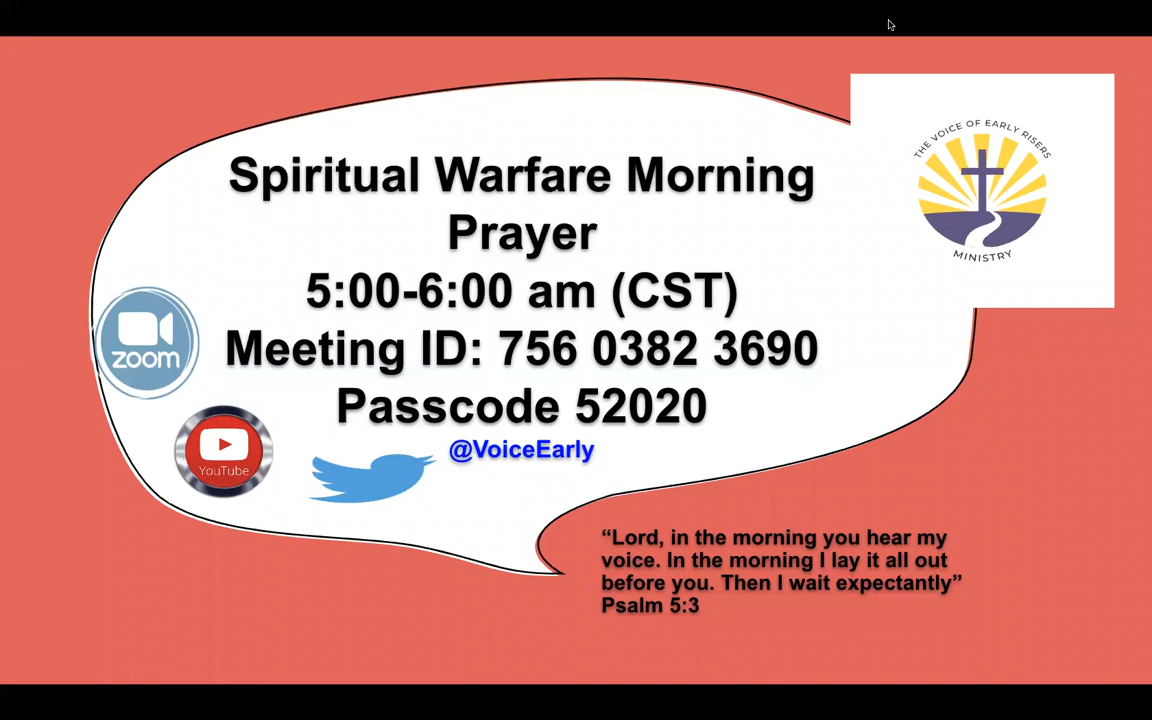 THE VOICE OF EARLY RISERS
MINISTRY
Spiritual Warfare Morning
Prayer
5:00-6:00 am (CST)
Meeting ID: 756 0382 3690
Passcode 52020
@VoiceEarly
zoom
YouTube
“Lord, in the morning you hear my
voice. In the morning I lay it all out
before you. Then I wait expectantly”
Psalm 5:3